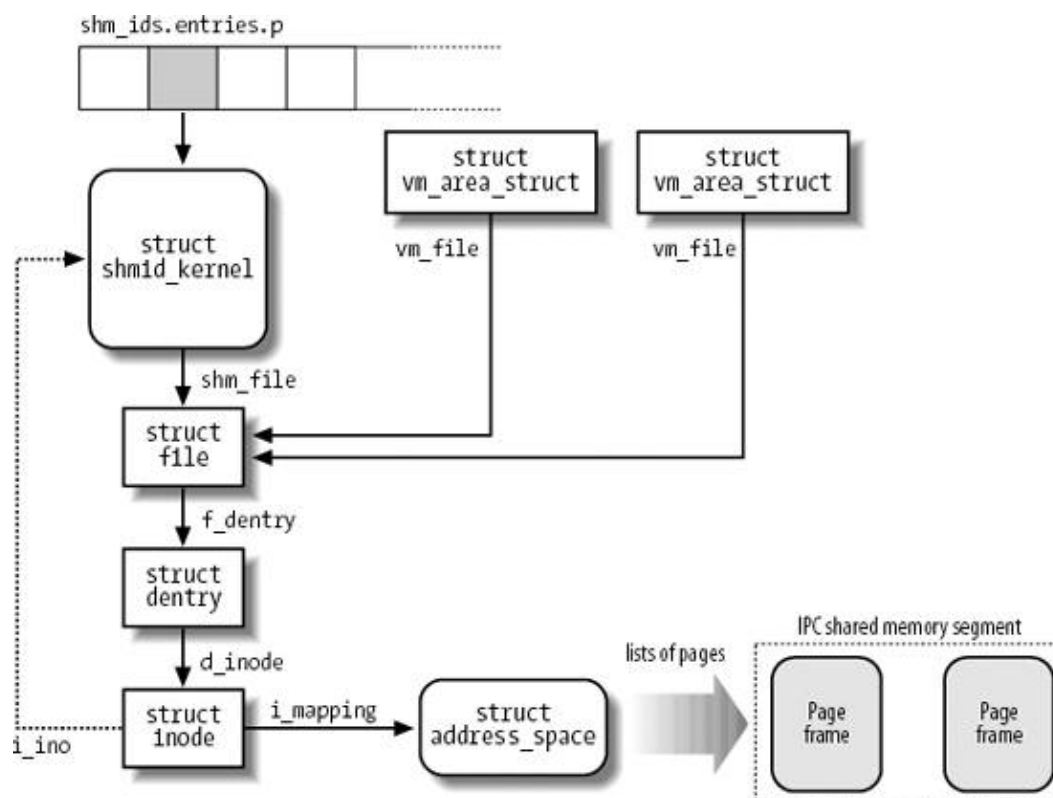 shm_ids.entries.p
struct
vm_area_struct
struct
vm_area_struct
struct
shmid_kernel
vm_file
vm_file
shm_file
struct
file
f_dentry
struct
dentry
d_inode
struct
inode
i_ino
i_mapping
struct
address_space
lists of pages
IPC shared memory segment
Page
frame
Page
frame